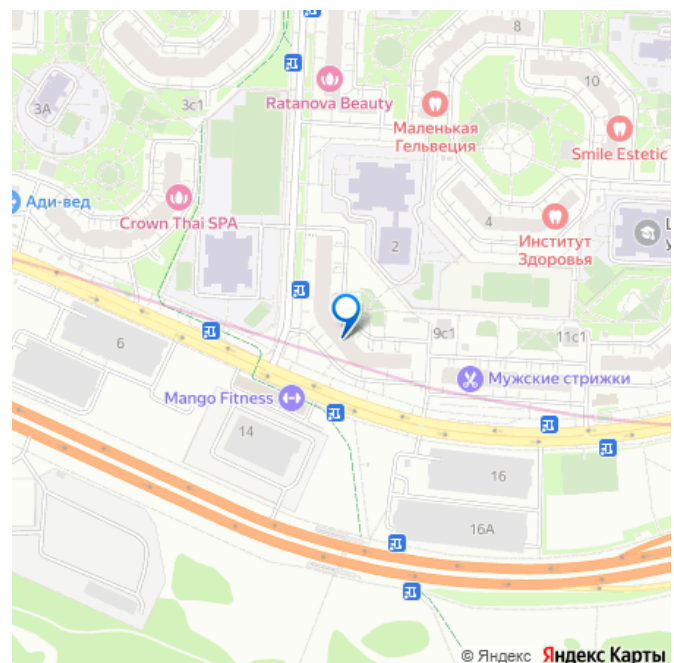 8
3с1
3А
Ratanova Beauty
10
Маленькая
Гельвеция
Smile Estetic
Ади-вед
Crown Thai SPA
2
4
Институт
Здоровья
6
9с1
11с1
Mango Fitness
Мужские стрижки
14
16
16А
© Яндекс Яндекс Карты